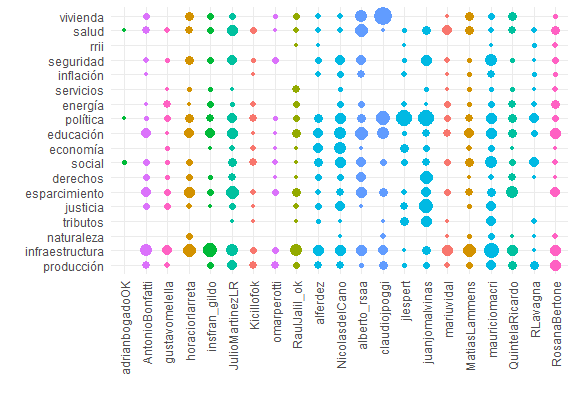 vivienda
salud
rrii
seguridad
inflación
servicios
energía
política
educación
economía
social
derechos
esparcimiento
justicia
tributos
naturaleza
infraestructura
producción
adrianbogadoOK
AntonioBonfatti
gustavomelella
horaciorlarreta
insfran_gildo
JulioMartinezLR
Kicillofok
omarperotti
RaulJalil_ok
alferdez
NicolasdelCano
alberto_rsaa
claudiojpoggi
jlespert
juanjomalvinas
mariuvidal
MatiasLammens
mauriciomacri
QuintelaRicardo
RLavagna
RosanaBertone